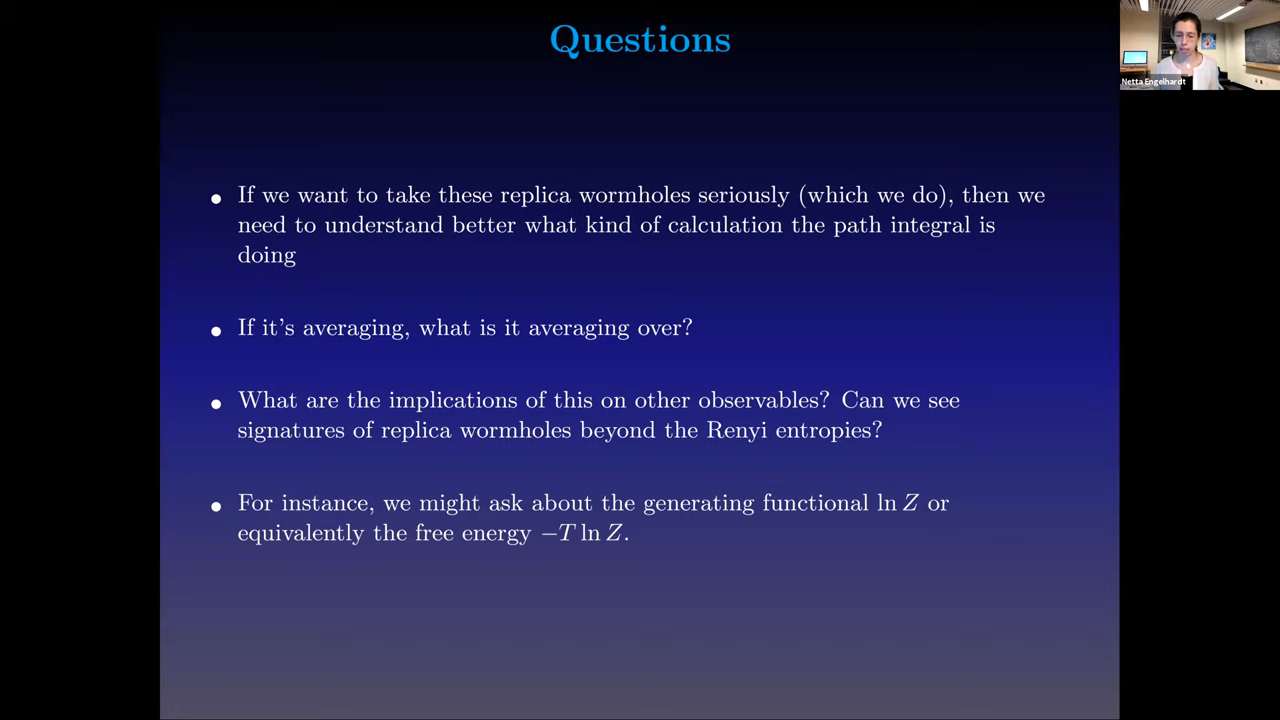 Questions
Netta Engelhardt
• If we want to take these replica wormholes seriously (which we do), then we
need to understand better what kind of calculation the path integral is
doing
• If it's averaging, what is it averaging over?
• What are the implications of this on other observables? Can we see
signatures of replica wormholes beyond the Renyi entropies?
• For instance, we might ask about the generating functional ln Z or
equivalently the free energy −T ln Z.